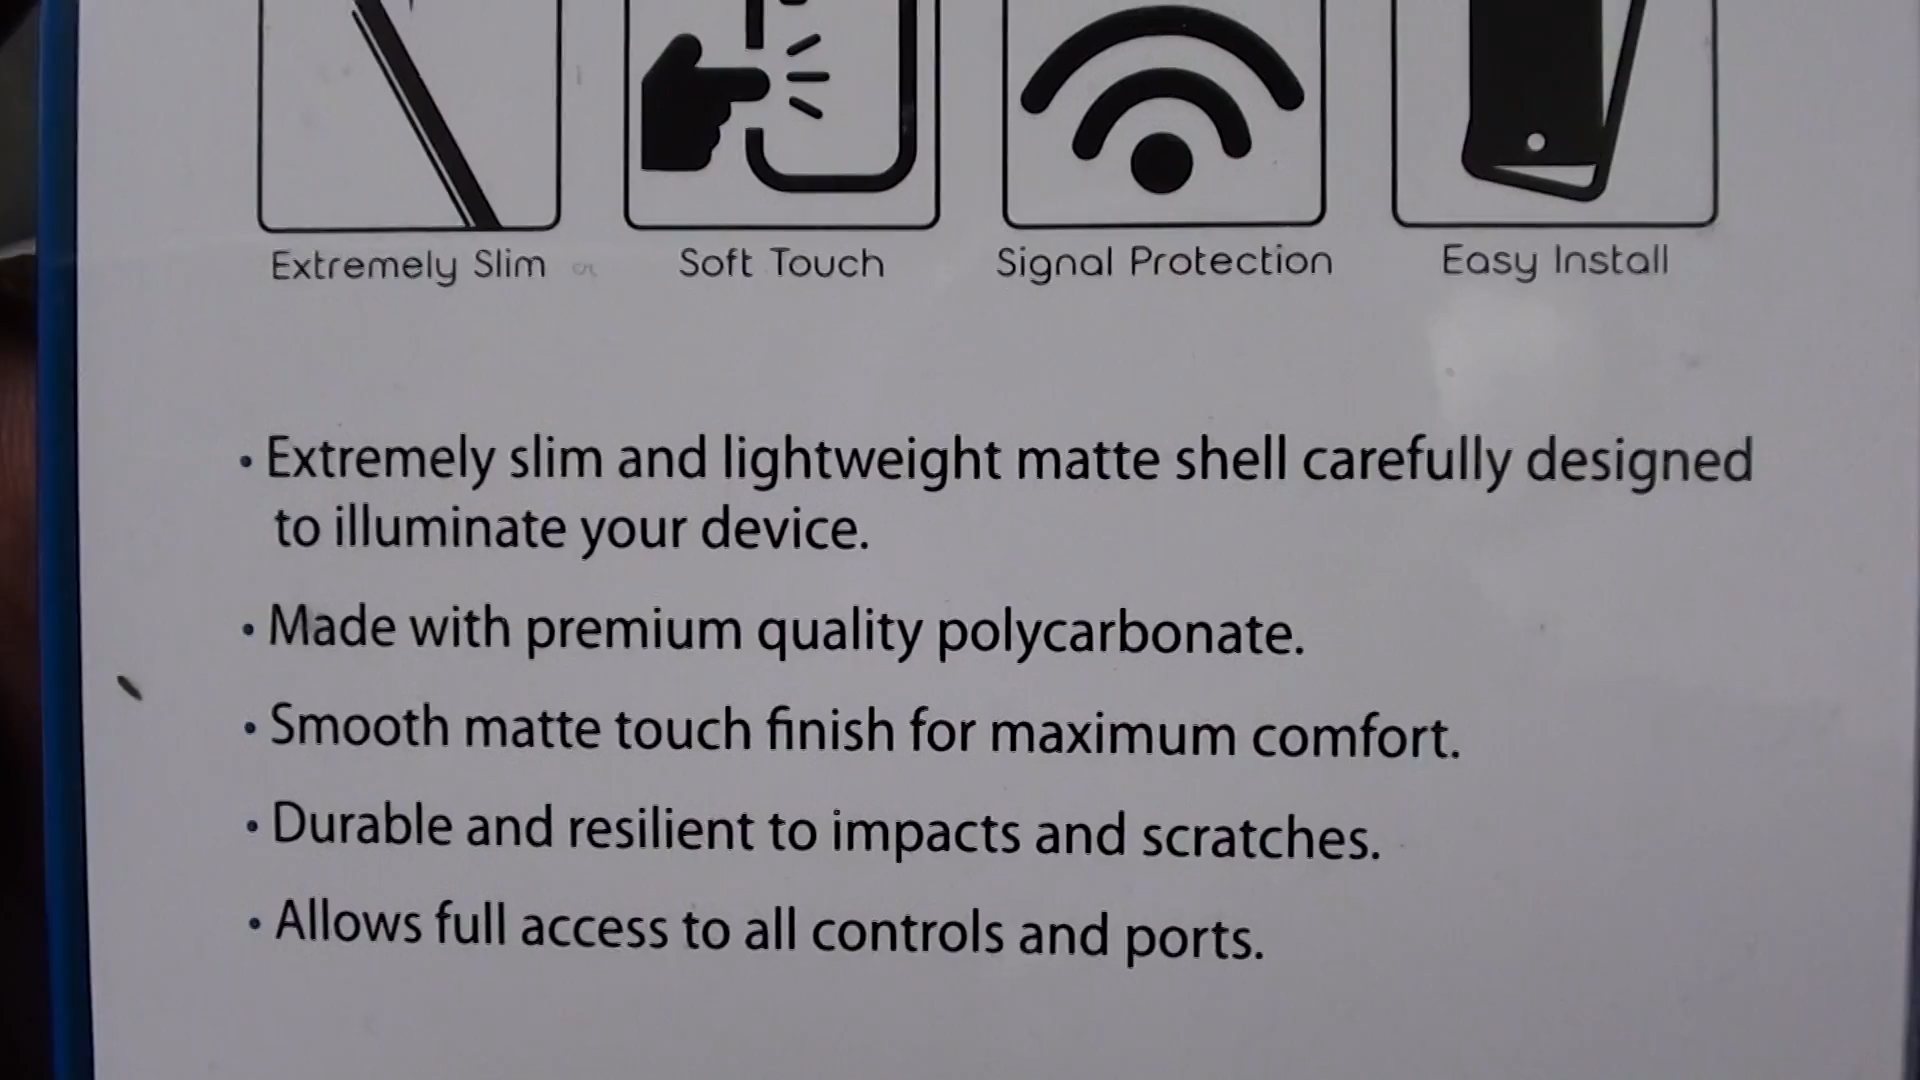 Extremely Slim
Soft Touch
Signal Protection
Easy Install
• Extremely slim and lightweight matte shell carefully designed
to illuminate your device.
• Made with premium quality polycarbonate.
• Smooth matte touch finish for maximum comfort.
• Durable and resilient to impacts and scratches.
• Allows full access to all controls and ports.